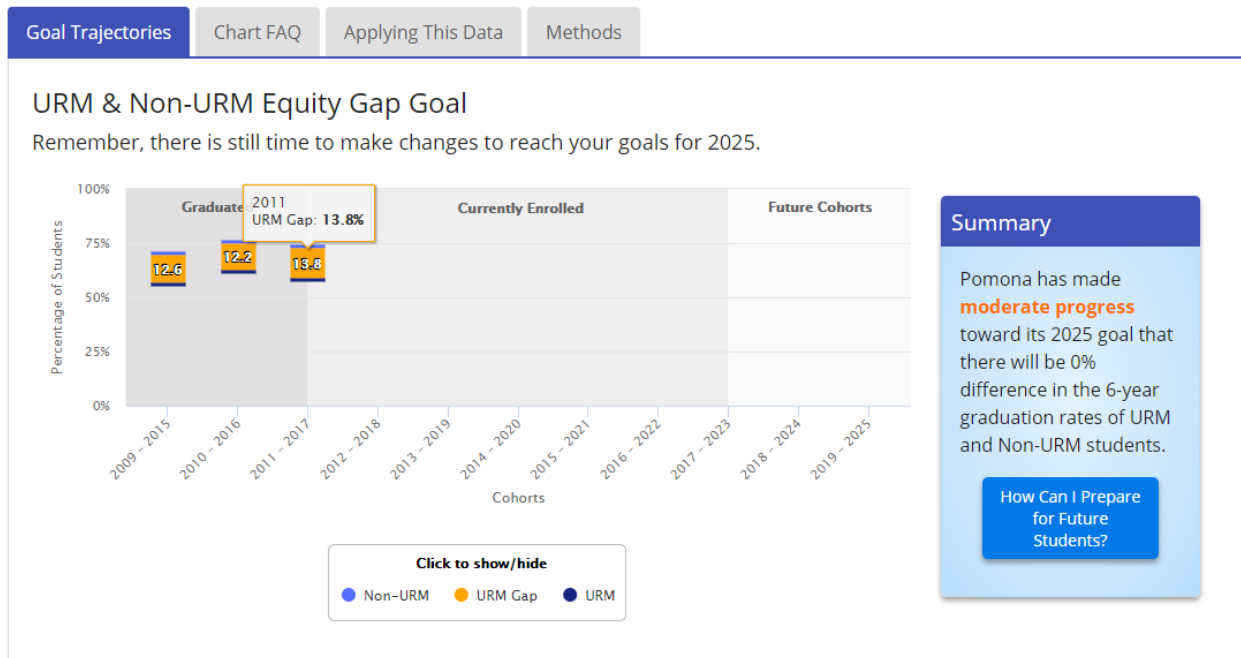 Goal Trajectories
Chart FAQ
Applying This Data
Methods
URM & Non-URM Equity Gap Goal
Remember, there is still time to make changes to reach your goals for 2025.
Percentage of Students
100%
75%
50%
25%
0%
Graduate
Currently Enrolled
Future Cohorts
2011
URM Gap: 13.8%
12.6
12.2
13.8
2009 - 2015
2010 - 2016
2011 - 2017
2012 - 2018
2013 - 2019
2014 - 2020
2015 - 2021
2016 - 2022
2017 - 2023
2018 - 2024
2019 - 2025
Cohorts
Click to show/hide
Non-URM
URM Gap
URM
Summary
Pomona has made
moderate progress
toward its 2025 goal that
there will be 0%
difference in the 6-year
graduation rates of URM
and Non-URM students.
How Can I Prepare
for Future
Students?